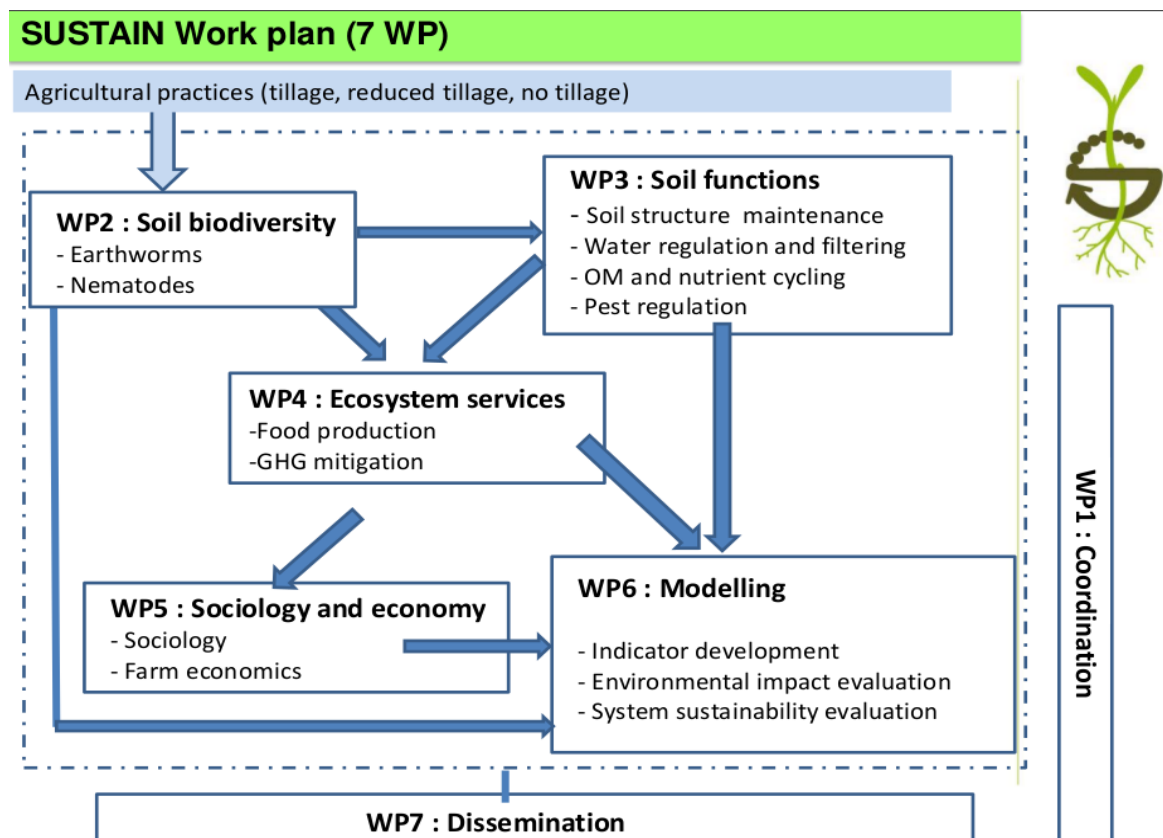 SUSTAIN Work plan (7 WP)
Agricultural practices (tillage, reduced tillage, no tillage)
WP2 : Soil biodiversity
- Earthworms
- Nematodes
WP3 : Soil functions
- Soil structure maintenance
- Water regulation and filtering
- OM and nutrient cycling
- Pest regulation
WP4 : Ecosystem services
-Food production
-GHG mitigation
WP5 : Sociology and economy
- Sociology
- Farm economics
WP6 : Modelling
- Indicator development
- Environmental impact evaluation
- System sustainability evaluation
WP1 : Coordination
WP7 : Dissemination